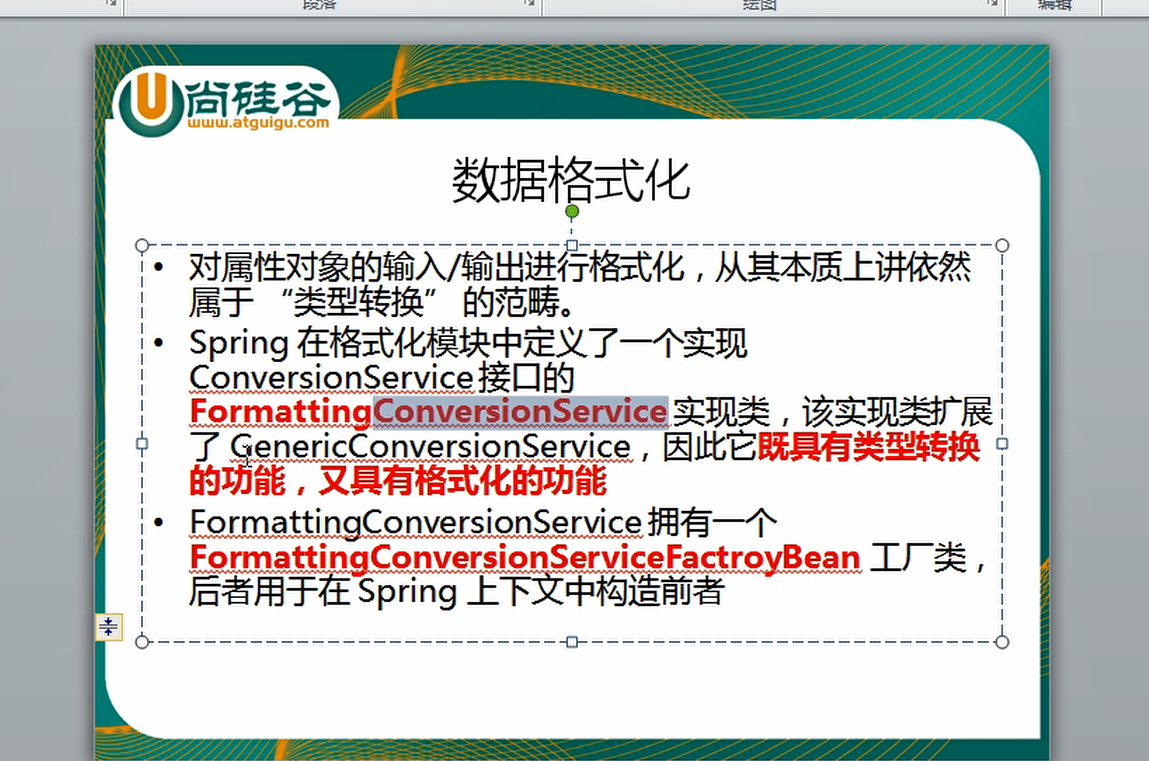 段落
绘图
编辑
尚硅谷
www.atguigu.com
数据格式化
• 对属性对象的输入/输出进行格式化，从其本质上讲依然
属于 “类型转换” 的范畴。
• Spring 在格式化模块中定义了一个实现
ConversionService 接口的
FormattingConversionService 实现类，该实现类扩展
了 GenericConversionService，因此它既具有类型转换
的功能，又具有格式化的功能
• FormattingConversionService 拥有一个
FormattingConversionServiceFactroyBean 工厂类，
后者用于在 Spring 上下文中构造前者